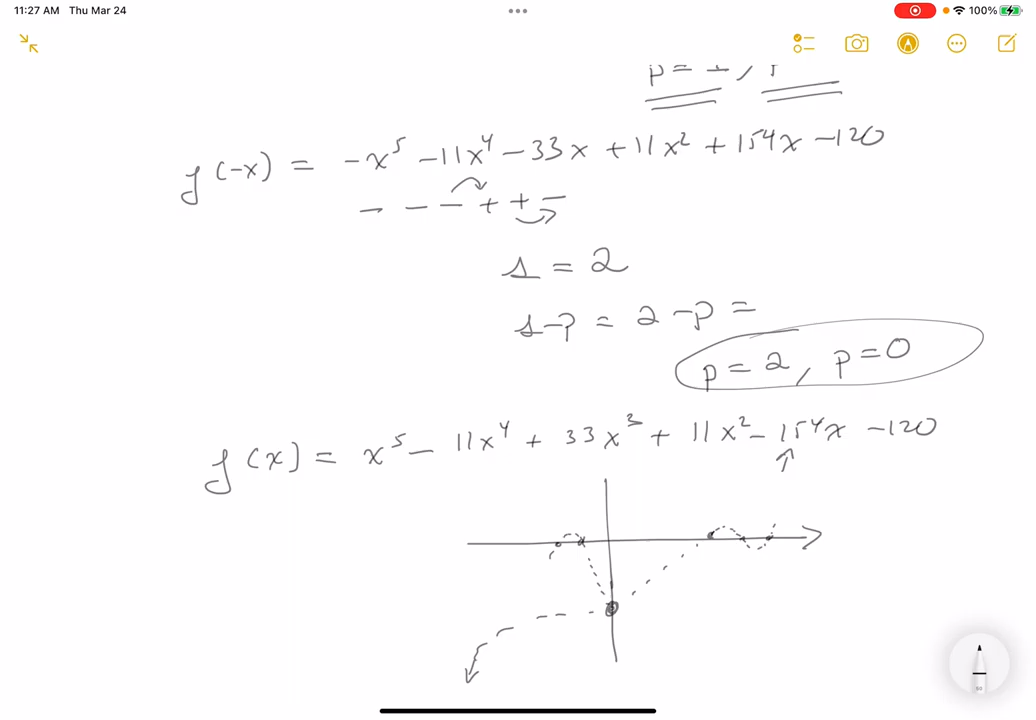 11:27 AM Thu Mar 24
100%
p =
g(-x) = -x⁵ - 11x⁴ - 33x + 11x² + 154x - 120
- - - + + -
s = 2
s - p = 2 - p =
p = 2, p = 0
g(x) = x⁵ - 11x⁴ + 33x³ + 11x² - 154x - 120
50